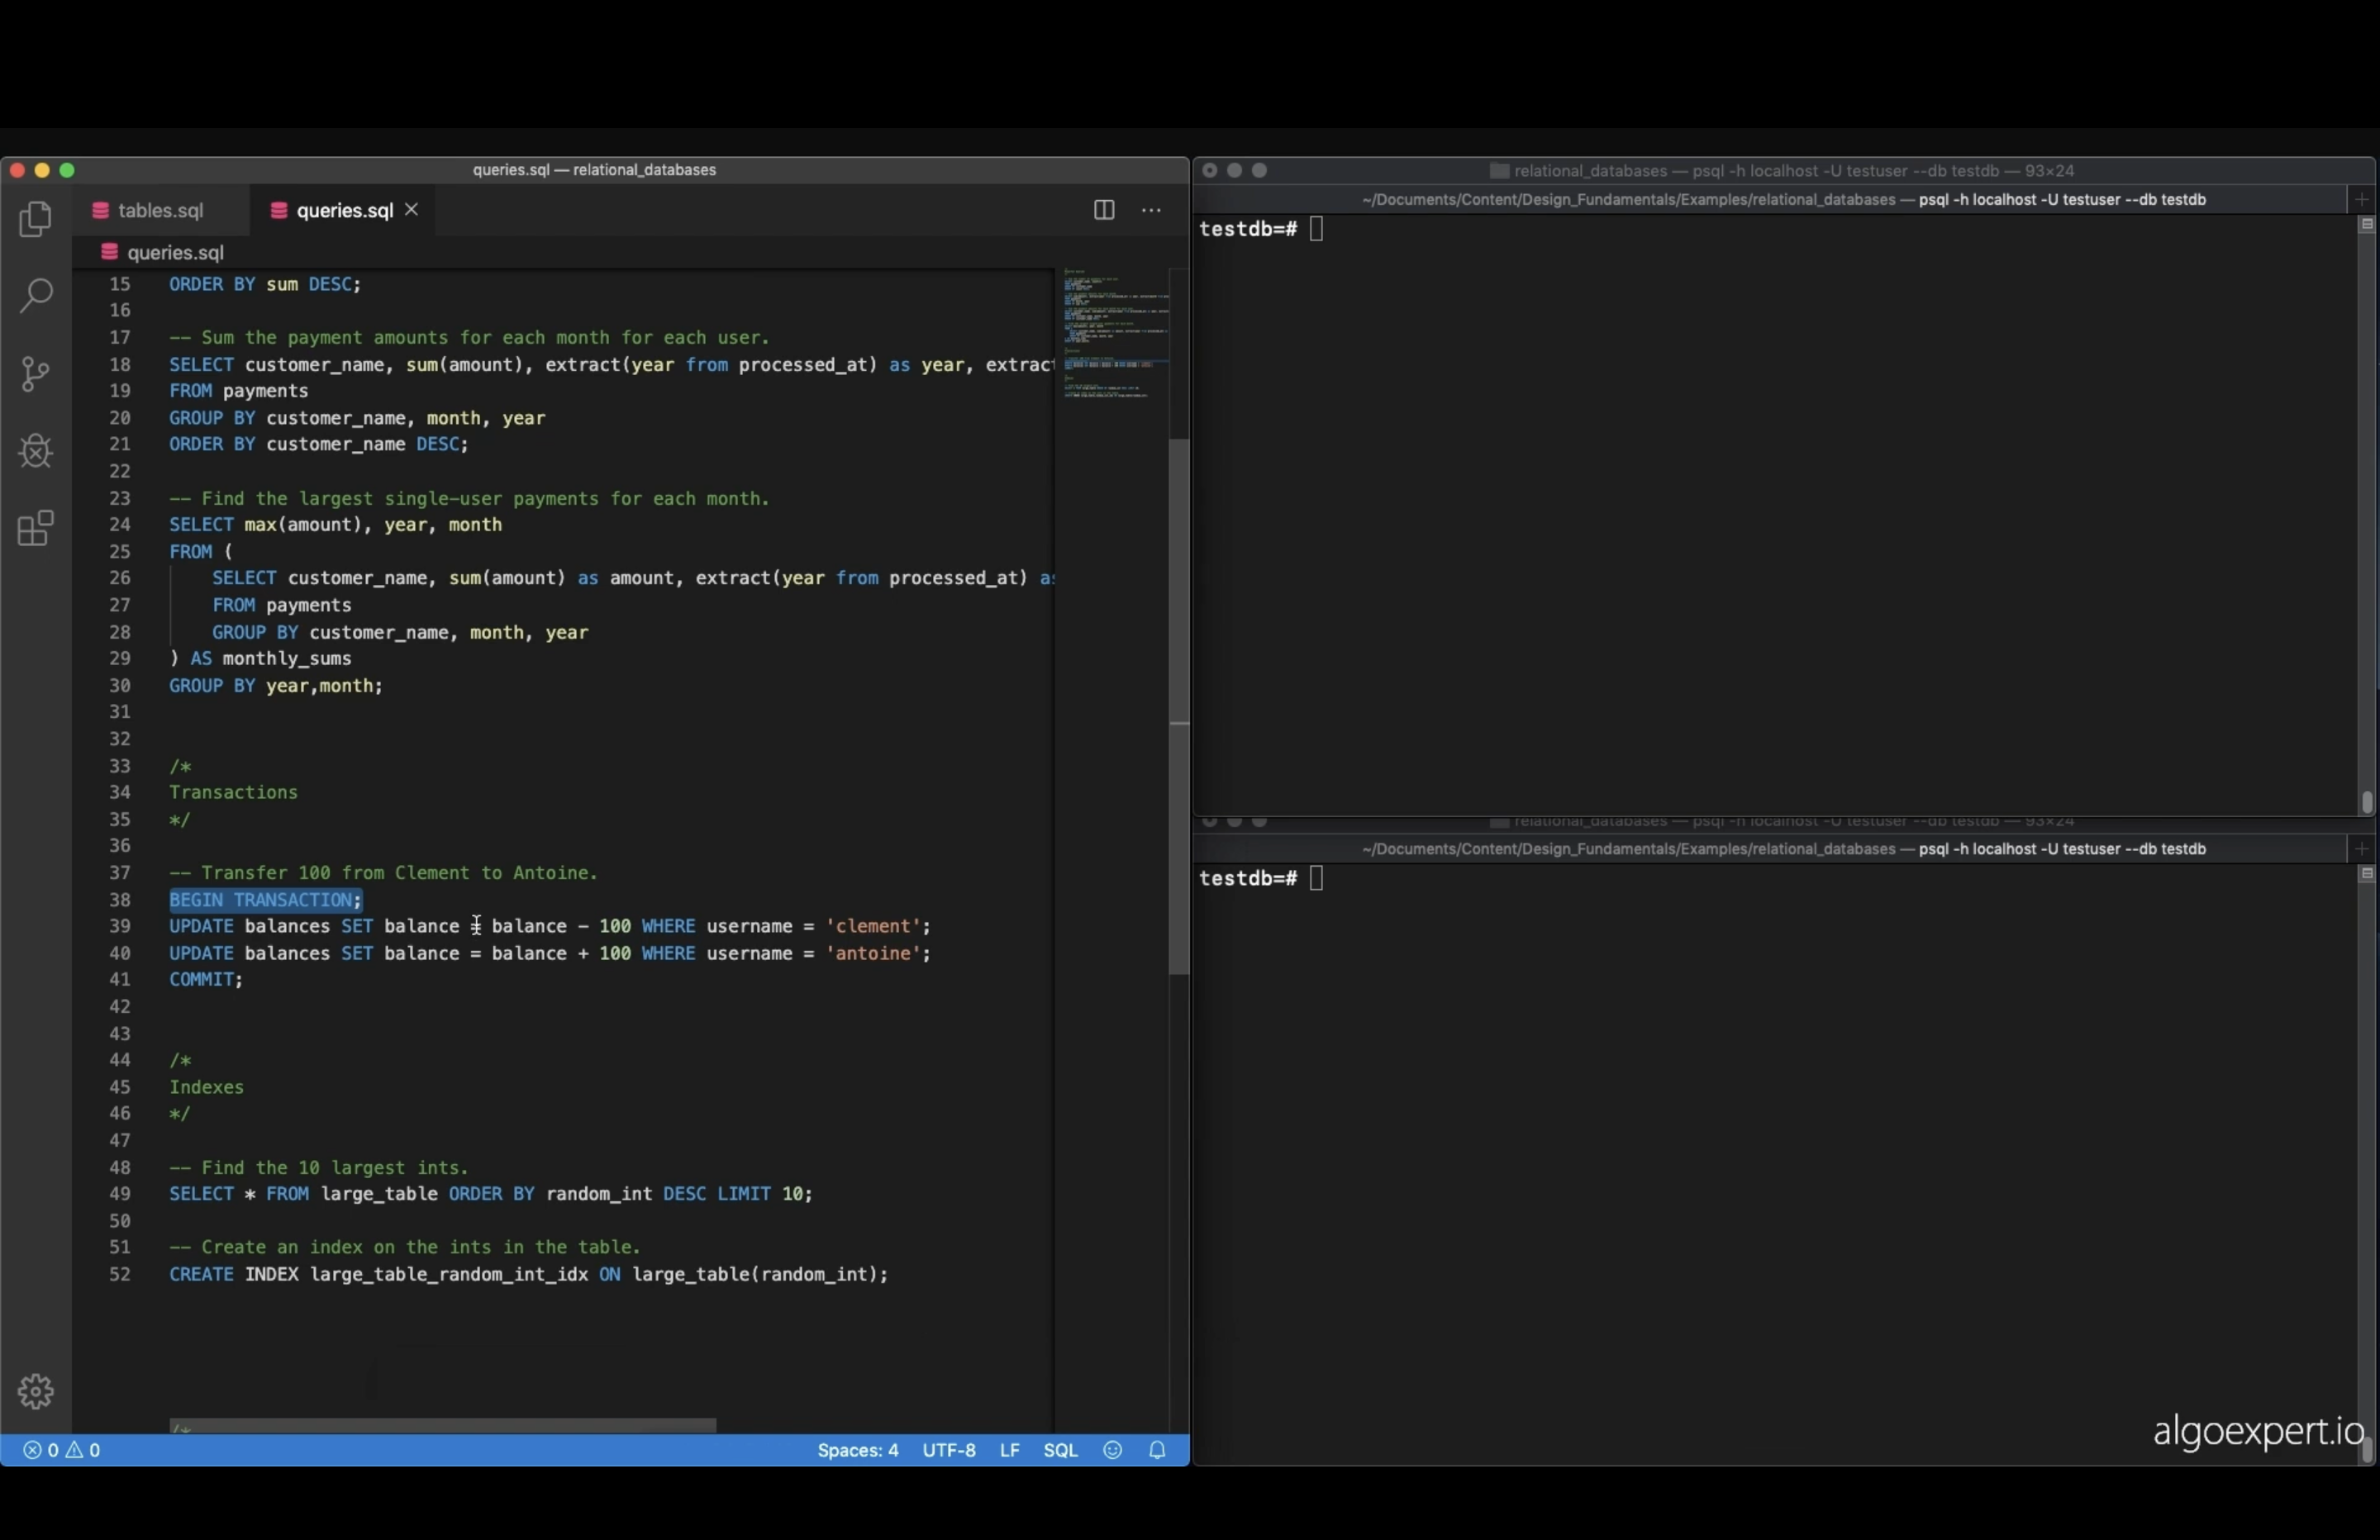 queries.sql — relational_databases
tables.sql
queries.sql
queries.sql
15 ORDER BY sum DESC;
16
17 -- Sum the payment amounts for each month for each user.
18 SELECT customer_name, sum(amount), extract(year from processed_at) as year, extract
19 FROM payments
20 GROUP BY customer_name, month, year
21 ORDER BY customer_name DESC;
22
23 -- Find the largest single-user payments for each month.
24 SELECT max(amount), year, month
25 FROM (
26 SELECT customer_name, sum(amount) as amount, extract(year from processed_at) as
27 FROM payments
28 GROUP BY customer_name, month, year
29 ) AS monthly_sums
30 GROUP BY year,month;
31
32
33 /*
34 Transactions
35 */
36
37 -- Transfer 100 from Clement to Antoine.
38 BEGIN TRANSACTION;
39 UPDATE balances SET balance = balance - 100 WHERE username = 'clement';
40 UPDATE balances SET balance = balance + 100 WHERE username = 'antoine';
41 COMMIT;
42
43
44 /*
45 Indexes
46 */
47
48 -- Find the 10 largest ints.
49 SELECT * FROM large_table ORDER BY random_int DESC LIMIT 10;
50
51 -- Create an index on the ints in the table.
52 CREATE INDEX large_table_random_int_idx ON large_table(random_int);
/*
0 0
Spaces: 4 UTF-8 LF SQL
relational_databases — psql -h localhost -U testuser --db testdb — 93×24
~/Documents/Content/Design_Fundamentals/Examples/relational_databases — psql -h localhost -U testuser --db testdb
testdb=#
relational_databases — psql -h localhost -U testuser --db testdb — 93×24
~/Documents/Content/Design_Fundamentals/Examples/relational_databases — psql -h localhost -U testuser --db testdb
testdb=#
algoexpert.io